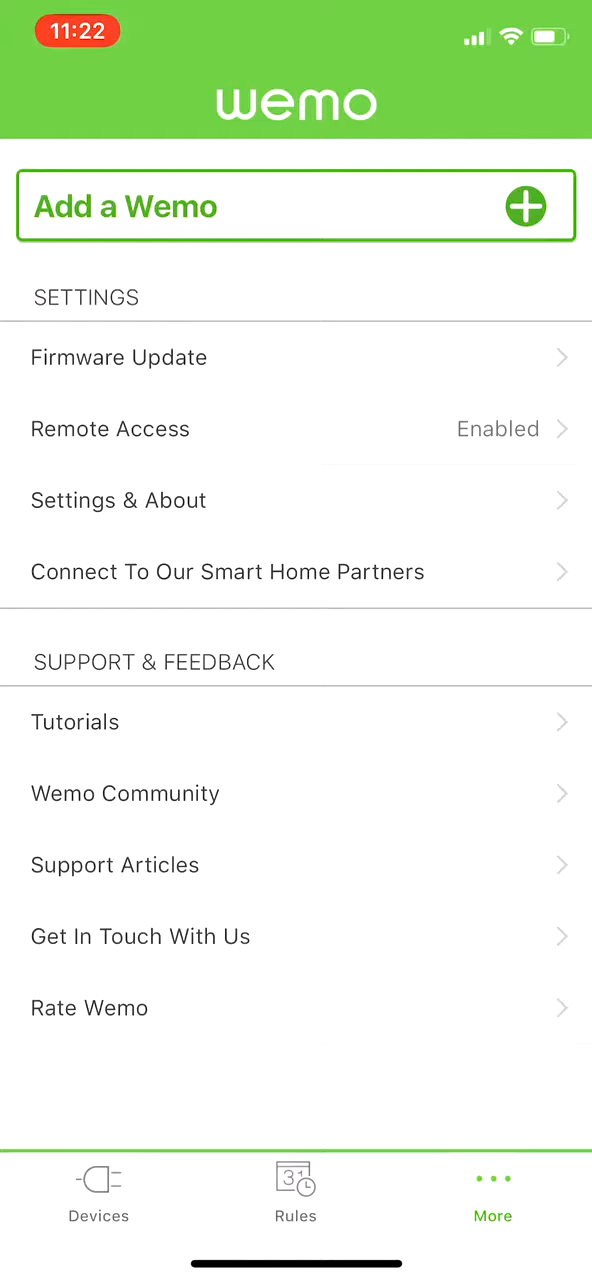 11:22
wemo
Add a Wemo
SETTINGS
Firmware Update
Remote Access Enabled
Settings & About
Connect To Our Smart Home Partners
SUPPORT & FEEDBACK
Tutorials
Wemo Community
Support Articles
Get In Touch With Us
Rate Wemo
31
Devices Rules More